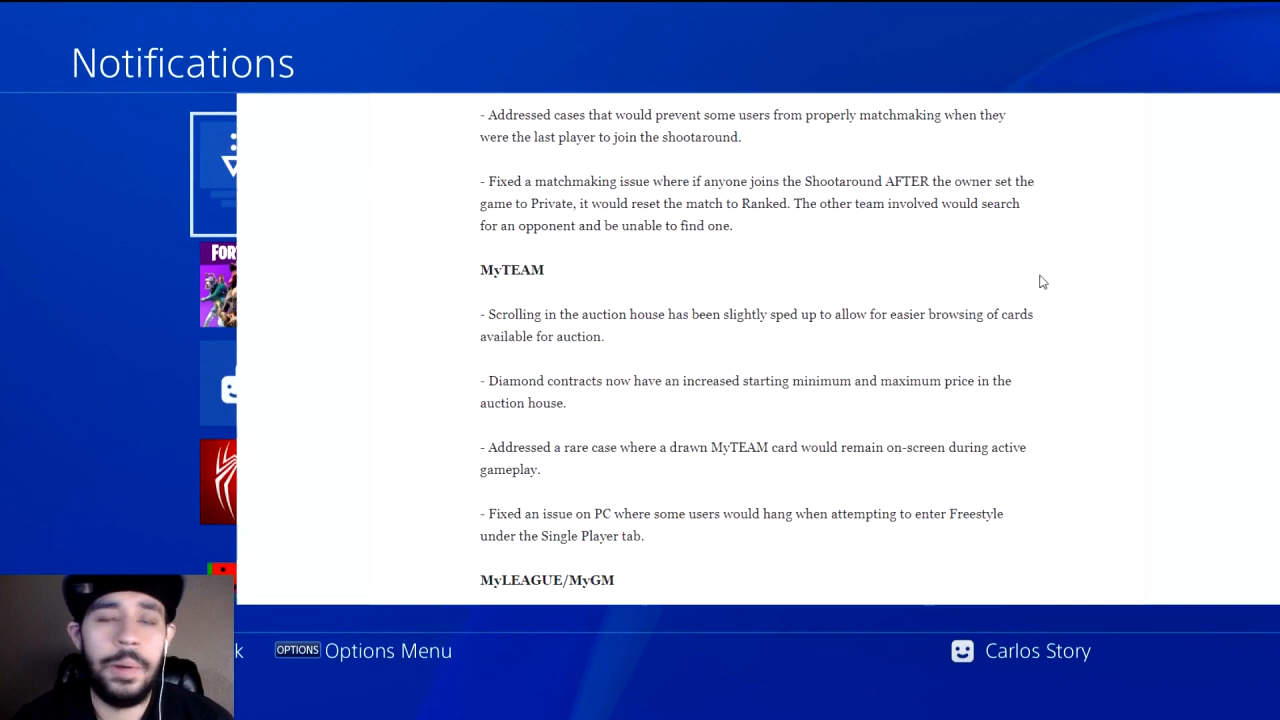 Notifications
- Addressed cases that would prevent some users from properly matchmaking when they
were the last player to join the shootaround.
- Fixed a matchmaking issue where if anyone joins the Shootaround AFTER the owner set the
game to Private, it would reset the match to Ranked. The other team involved would search
for an opponent and be unable to find one.
FOR
MyTEAM
- Scrolling in the auction house has been slightly sped up to allow for easier browsing of cards
available for auction.
- Diamond contracts now have an increased starting minimum and maximum price in the
auction house.
- Addressed a rare case where a drawn MyTEAM card would remain on-screen during active
gameplay.
- Fixed an issue on PC where some users would hang when attempting to enter Freestyle
under the Single Player tab.
MyLEAGUE/MyGM
k OPTIONS Options Menu Carlos Story